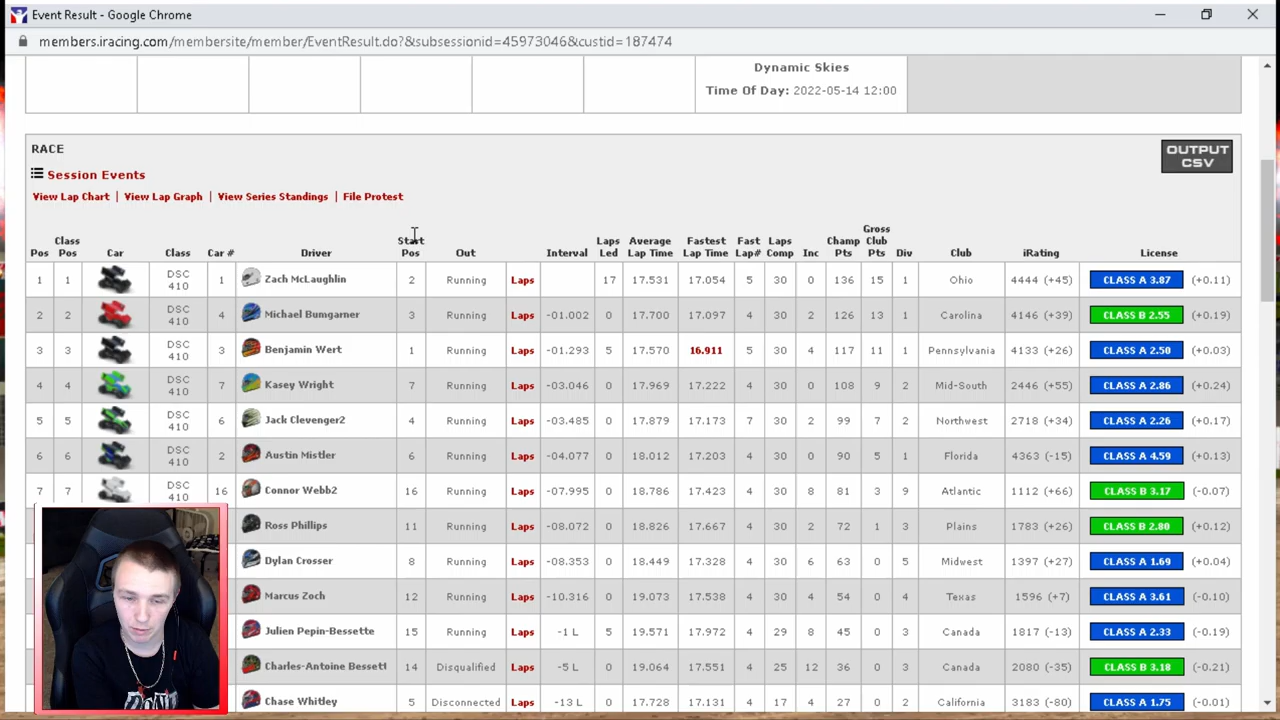 Event Result - Google Chrome
members.iracing.com/membersite/member/EventResult.do?&subsessionid=45973046&custid=187474
Dynamic Skies
Time Of Day: 2022-05-14 12:00
RACE
OUTPUT CSV
Session Events
View Lap Chart | View Lap Graph | View Series Standings | File Protest
Pos Class Pos Car Class Car # Driver Start Pos Out Interval Laps Led Average Lap Time Fastest Lap Time Fast Lap# Laps Comp Inc Champ Pts Gross Club Pts Div Club iRating License
1 1 DSC 410 1 Zach McLaughlin 2 Running Laps 17 17.531 17.054 5 30 0 136 15 1 Ohio 4444 (+45) CLASS A 3.87 (+0.11)
2 2 DSC 410 4 Michael Bumgarner 3 Running Laps -01.002 0 17.700 17.097 4 30 2 126 13 1 Carolina 4146 (+39) CLASS B 2.55 (+0.19)
3 3 DSC 410 3 Benjamin Wert 1 Running Laps -01.293 5 17.570 16.911 5 30 4 117 11 1 Pennsylvania 4133 (+26) CLASS A 2.50 (+0.03)
4 4 DSC 410 7 Kasey Wright 7 Running Laps -03.046 0 17.969 17.222 4 30 0 108 9 2 Mid-South 2446 (+55) CLASS A 2.86 (+0.24)
5 5 DSC 410 6 Jack Clevenger2 4 Running Laps -03.485 0 17.879 17.173 7 30 2 99 7 2 Northwest 2718 (+34) CLASS A 2.26 (+0.17)
6 6 DSC 410 2 Austin Mistler 6 Running Laps -04.077 0 18.012 17.203 4 30 0 90 5 1 Florida 4363 (-15) CLASS A 4.59 (+0.13)
7 7 DSC 410 16 Connor Webb2 16 Running Laps -07.995 0 18.786 17.423 4 30 8 81 3 9 Atlantic 1112 (+66) CLASS B 3.17 (-0.07)
Ross Phillips 11 Running Laps -08.072 0 18.826 17.667 4 30 2 72 1 3 Plains 1783 (+26) CLASS B 2.80 (+0.12)
Dylan Crosser 8 Running Laps -08.353 0 18.449 17.328 4 30 6 63 0 5 Midwest 1397 (+27) CLASS A 1.69 (+0.04)
Marcus Zoch 12 Running Laps -10.316 0 19.073 17.538 4 30 4 54 0 4 Texas 1596 (+7) CLASS A 3.61 (-0.10)
Julien Pepin-Bessette 15 Running Laps -1 L 5 19.571 17.972 4 29 8 45 0 3 Canada 1817 (-13) CLASS A 2.33 (-0.19)
Charles-Antoine Bessett 14 Disqualified Laps -5 L 0 19.064 17.551 4 25 12 36 0 3 Canada 2080 (-35) CLASS B 3.18 (-0.21)
Chase Whitley 5 Disconnected Laps -13 L 0 17.728 17.131 4 17 4 27 0 2 California 3183 (-80) CLASS A 1.75 (-0.01)